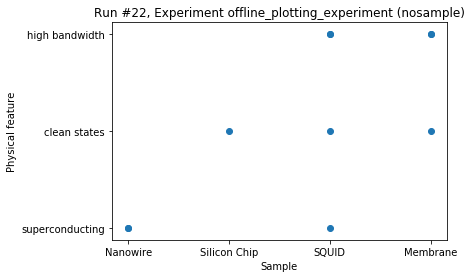 Run #22, Experiment offline_plotting_experiment (nosample)
high bandwidth
clean states
superconducting
Physical feature
Nanowire Silicon Chip SQUID Membrane
Sample